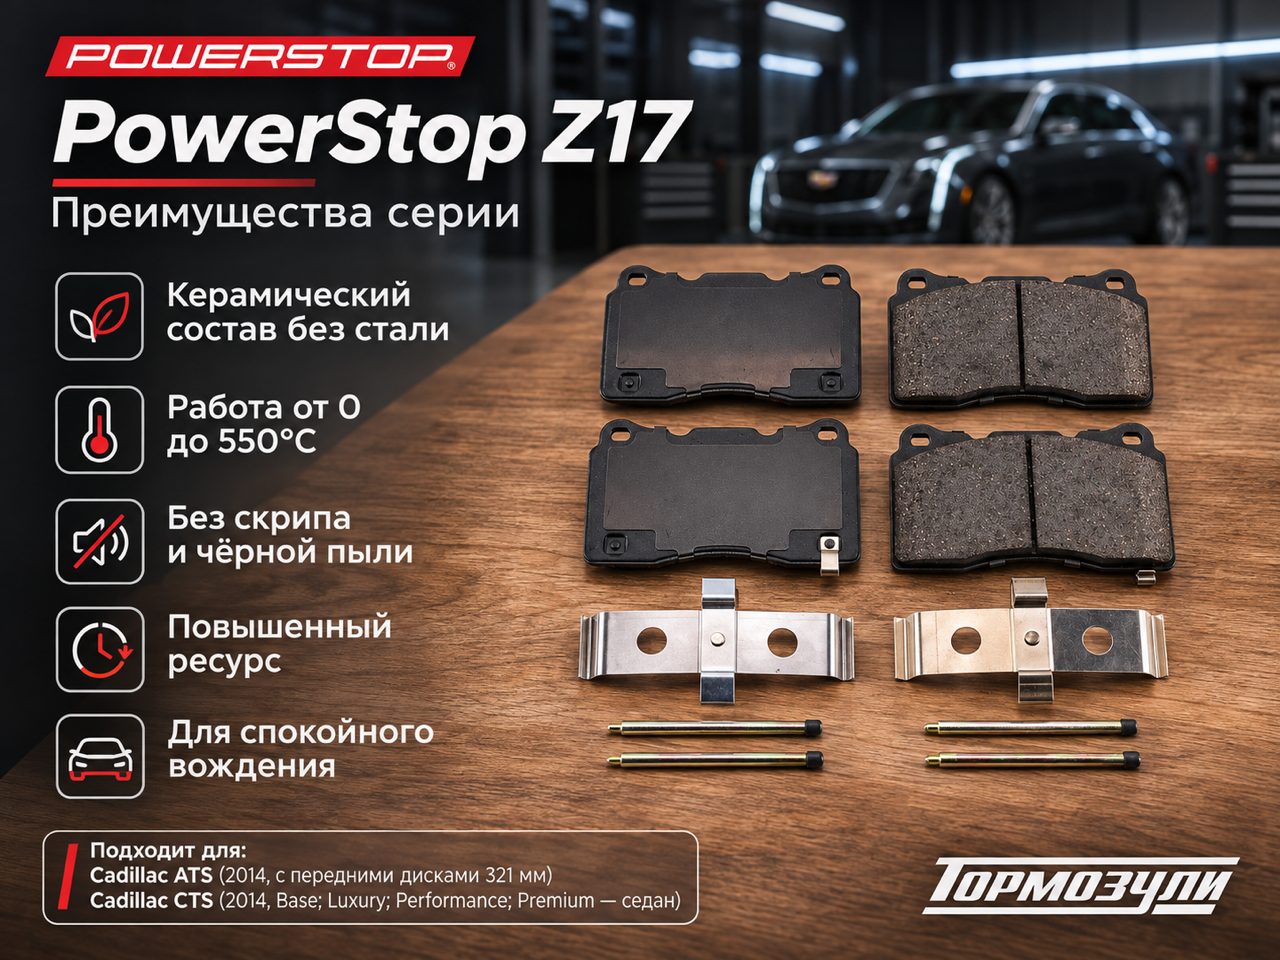 POWERSTOP®
PowerStop Z17
Преимущества серии
Керамический
состав без стали
Работа от 0
до 550°C
Без скрипа
и чёрной пыли
Повышенный
ресурс
Для спокойного
вождения
Подходит для:
Cadillac ATS (2014, с передними дисками 321 мм)
Cadillac CTS (2014, Base; Luxury; Performance; Premium — седан)
ТОРМОЗУЛИ